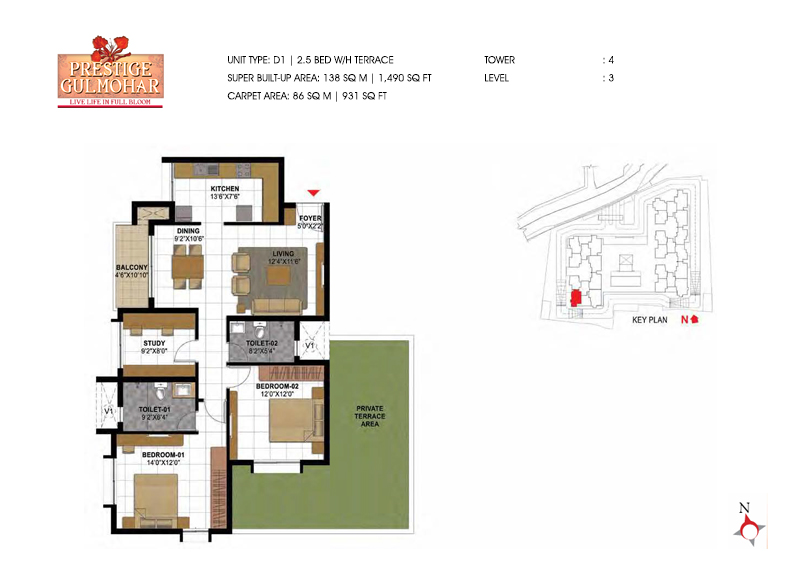 PRESTIGE
GULMOHAR
LIVE LIFE IN FULL BLOOM
UNIT TYPE: D1 | 2.5 BED W/H TERRACE
SUPER BUILT-UP AREA: 138 SQ M | 1,490 SQ FT
CARPET AREA: 86 SQ M | 931 SQ FT
TOWER : 4
LEVEL : 3
KITCHEN
13'6"X7'6"
FOYER
5'0"X2'2"
DINING
9'2"X10'6"
LIVING
12'4"X11'6"
BALCONY
4'6"X10'10"
STUDY
9'2"X8'0"
TOILET-02
8'2"X5'4"
V1
BEDROOM-02
12'0"X12'0"
TOILET-01
9'2"X6'4"
V1
PRIVATE
TERRACE
AREA
BEDROOM-01
14'0"X12'0"
KEY PLAN N
N